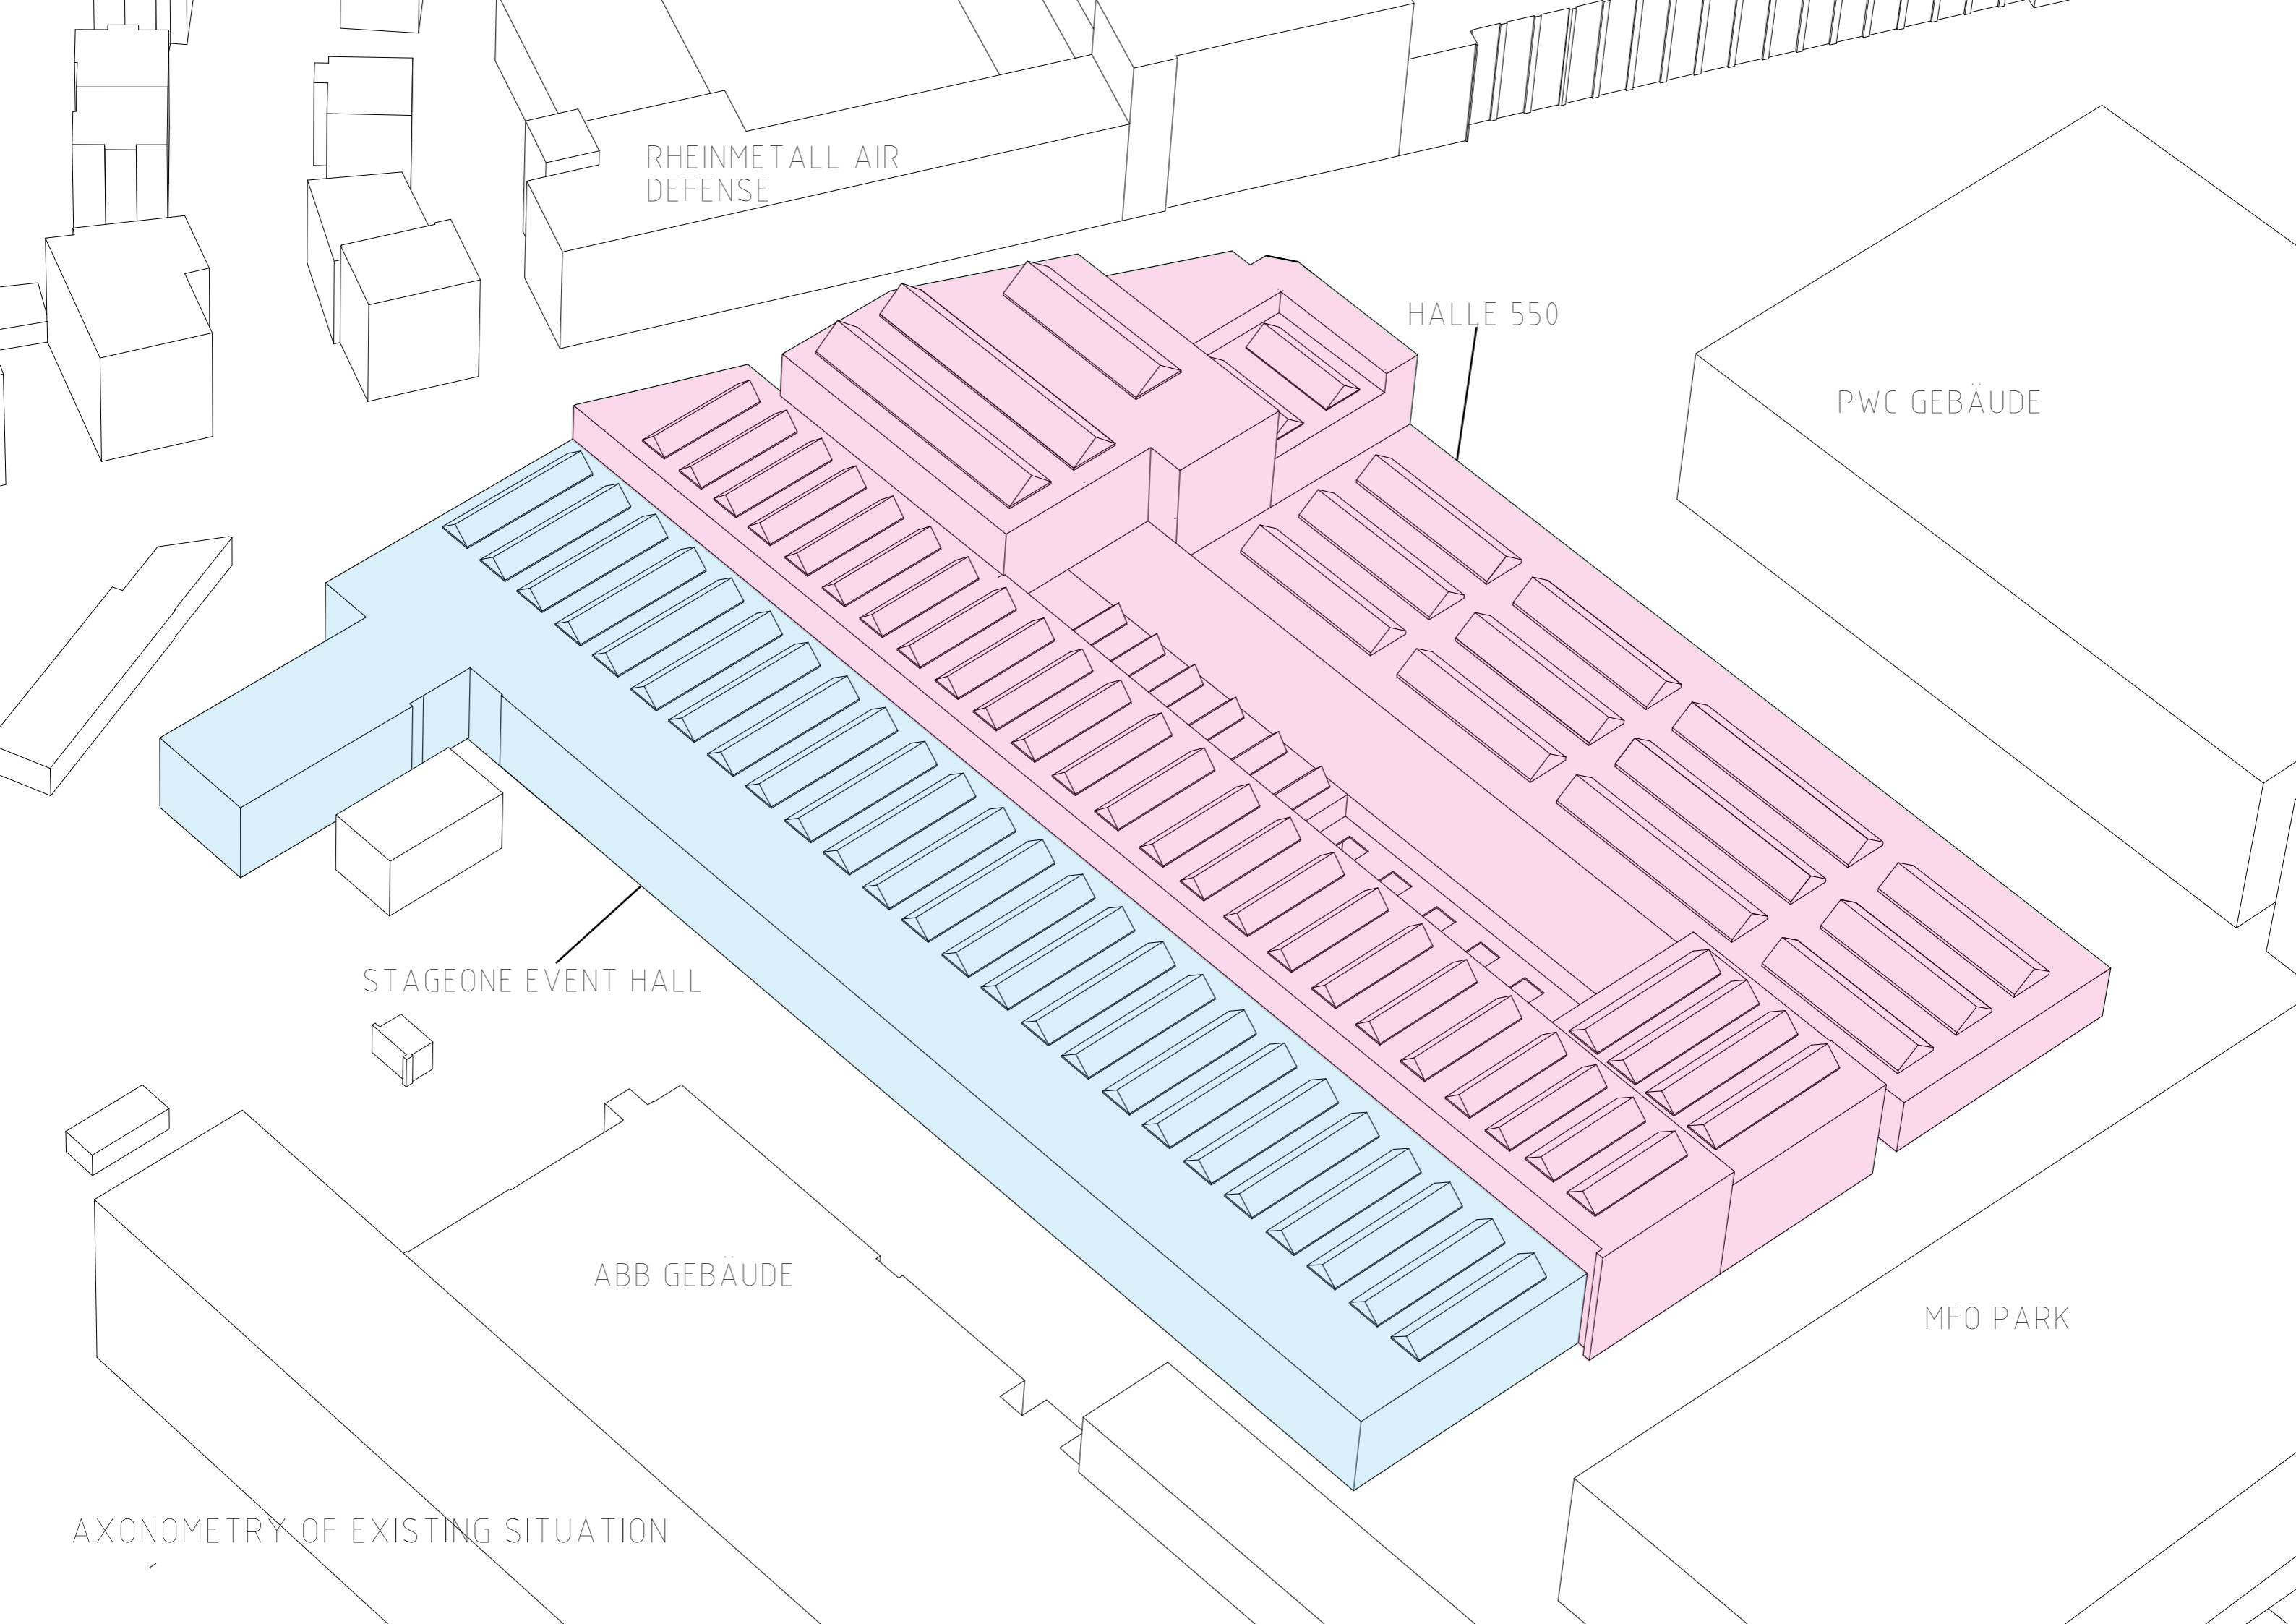 RHEINMETALL AIR
DEFENSE
HALLE 550
PWC GEBÄUDE
STAGEONE EVENT HALL
ABB GEBÄUDE
MFO PARK
AXONOMETRY OF EXISTING SITUATION